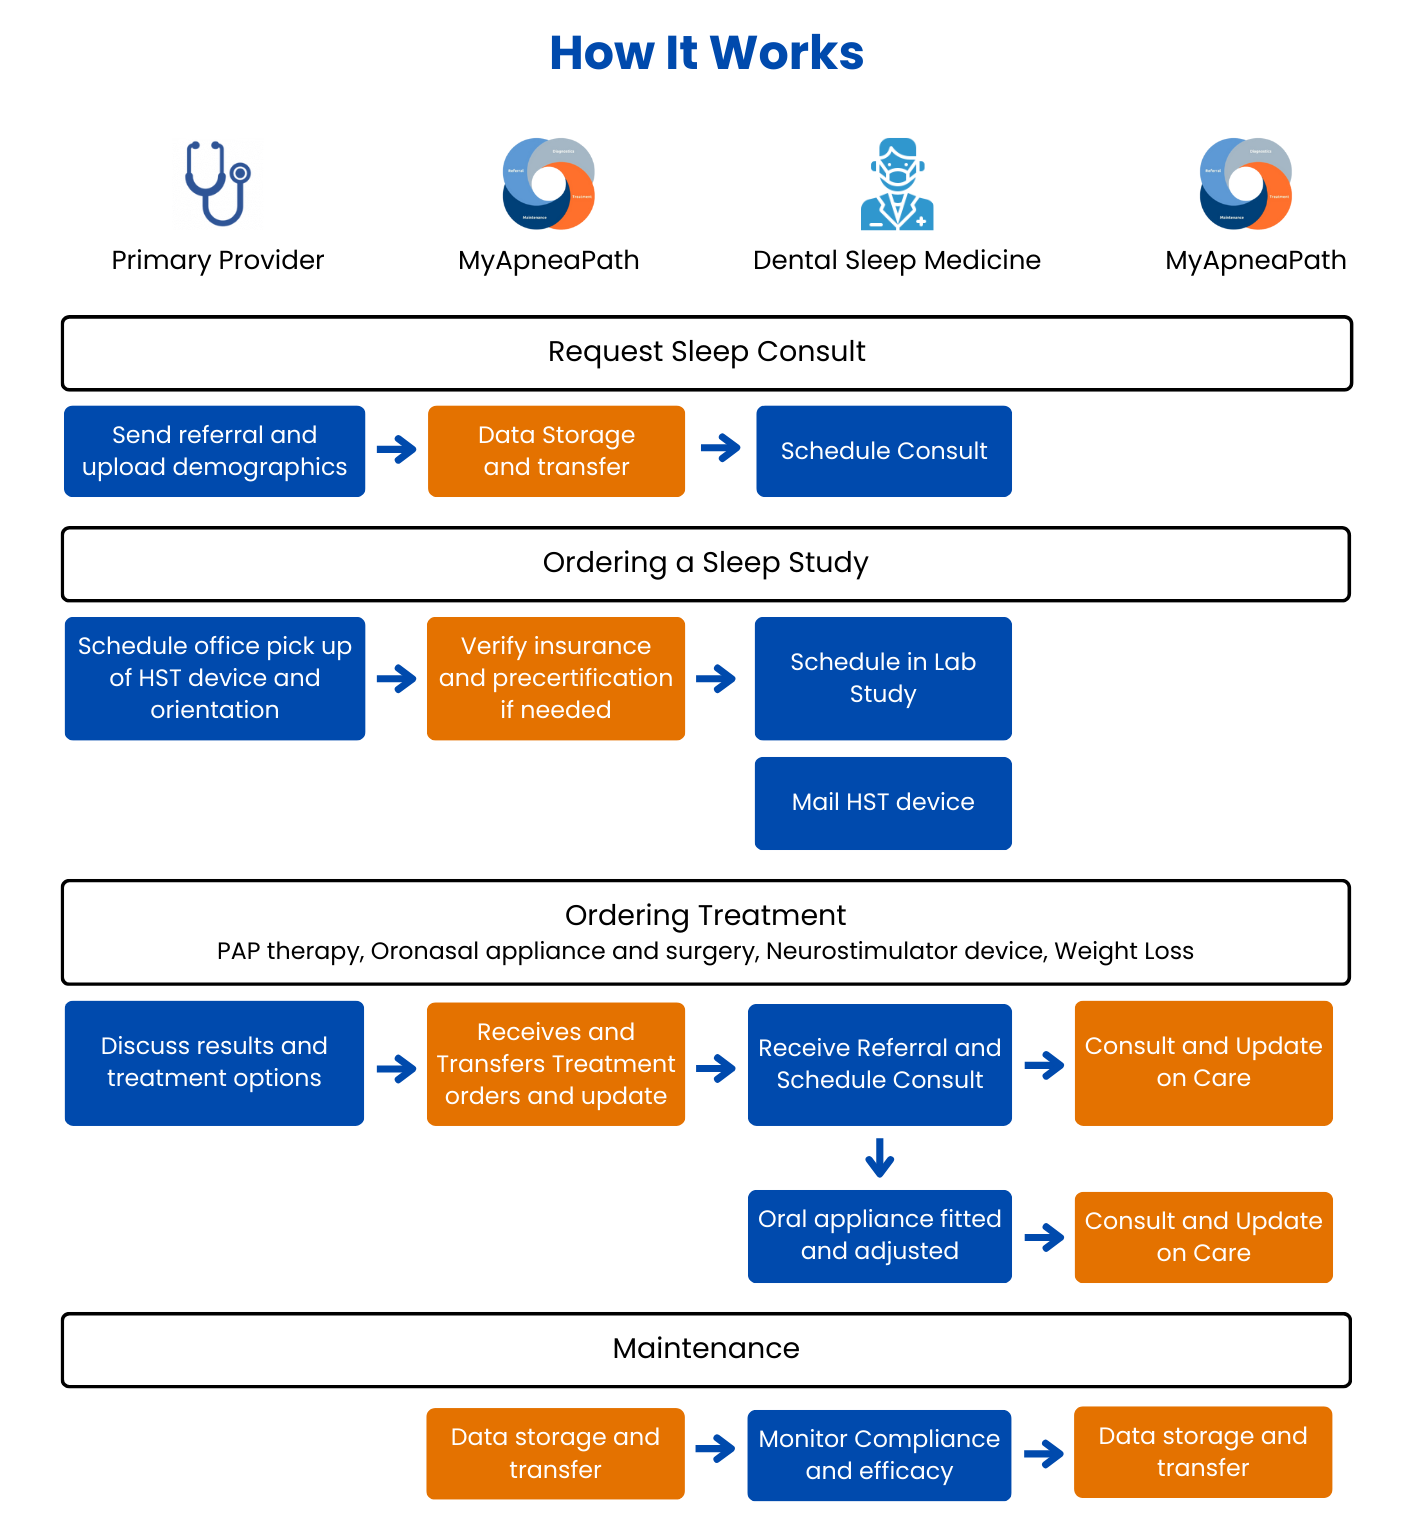 How It Works
Diagnostics
Referral
Treatment
Maintenance
Diagnostics
Referral
Treatment
Maintenance
Primary Provider
MyApneaPath
Dental Sleep Medicine
MyApneaPath
Request Sleep Consult
Send referral and
upload demographics
Data Storage
and transfer
Schedule Consult
Ordering a Sleep Study
Schedule office pick up
of HST device and
orientation
Verify insurance
and precertification
if needed
Schedule in Lab
Study
Mail HST device
Ordering Treatment
PAP therapy, Oronasal appliance and surgery, Neurostimulator device, Weight Loss
Discuss results and
treatment options
Receives and
Transfers Treatment
orders and update
Receive Referral and
Schedule Consult
Consult and Update
on Care
Oral appliance fitted
and adjusted
Consult and Update
on Care
Maintenance
Data storage and
transfer
Monitor Compliance
and efficacy
Data storage and
transfer